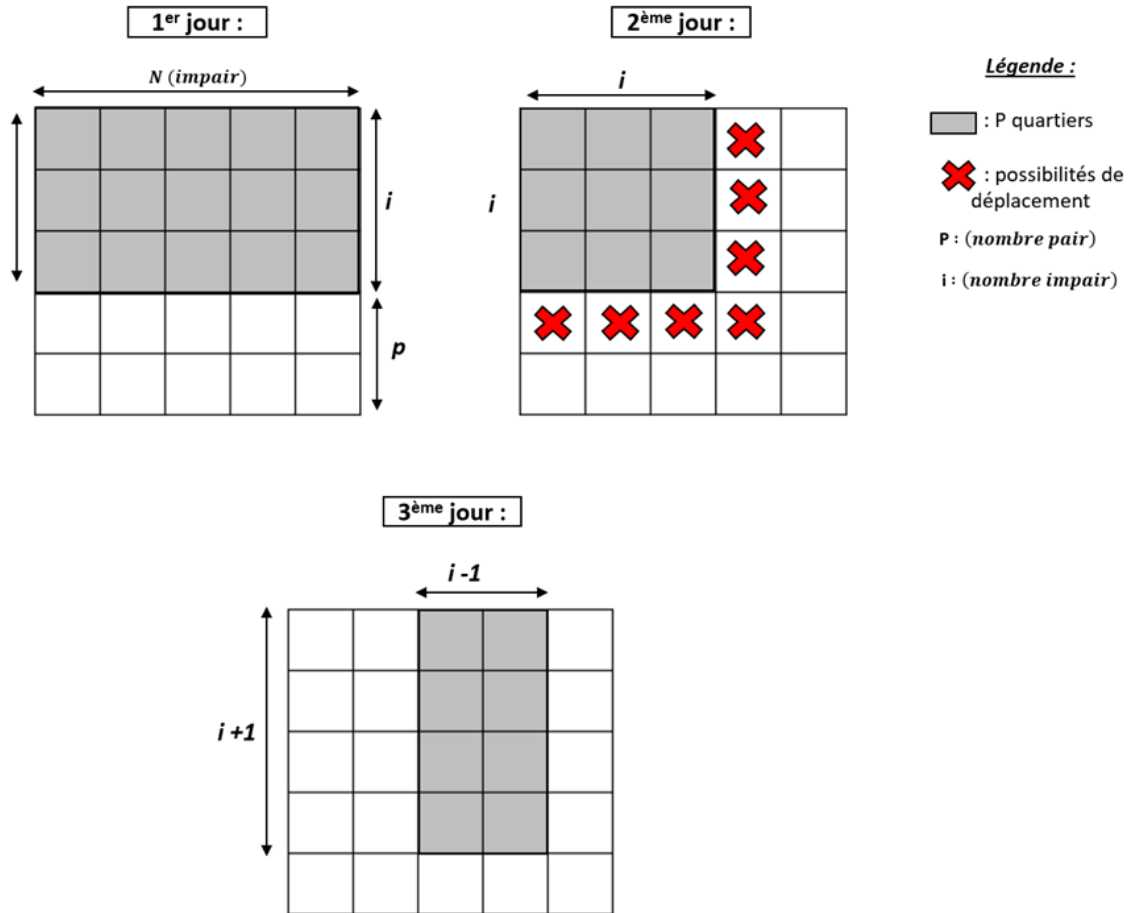 1er jour :
2ème jour :
N (impair)
i
p
i
i
Légende :
: P quartiers
: possibilités de
déplacement
P : (nombre pair)
i : (nombre impair)
3ème jour :
i -1
i +1